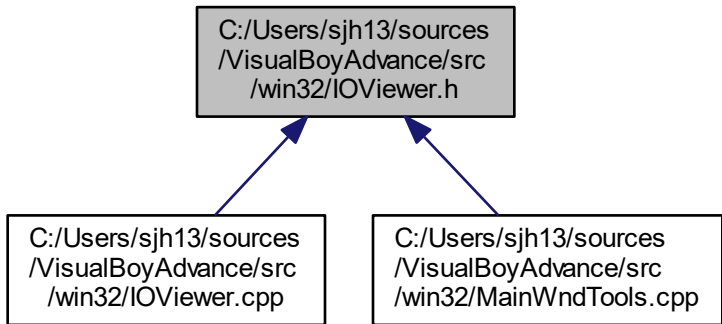 C:/Users/sjh13/sources
/VisualBoyAdvance/src
/win32/IOViewer.h
C:/Users/sjh13/sources
/VisualBoyAdvance/src
/win32/IOViewer.cpp
C:/Users/sjh13/sources
/VisualBoyAdvance/src
/win32/MainWndTools.cpp